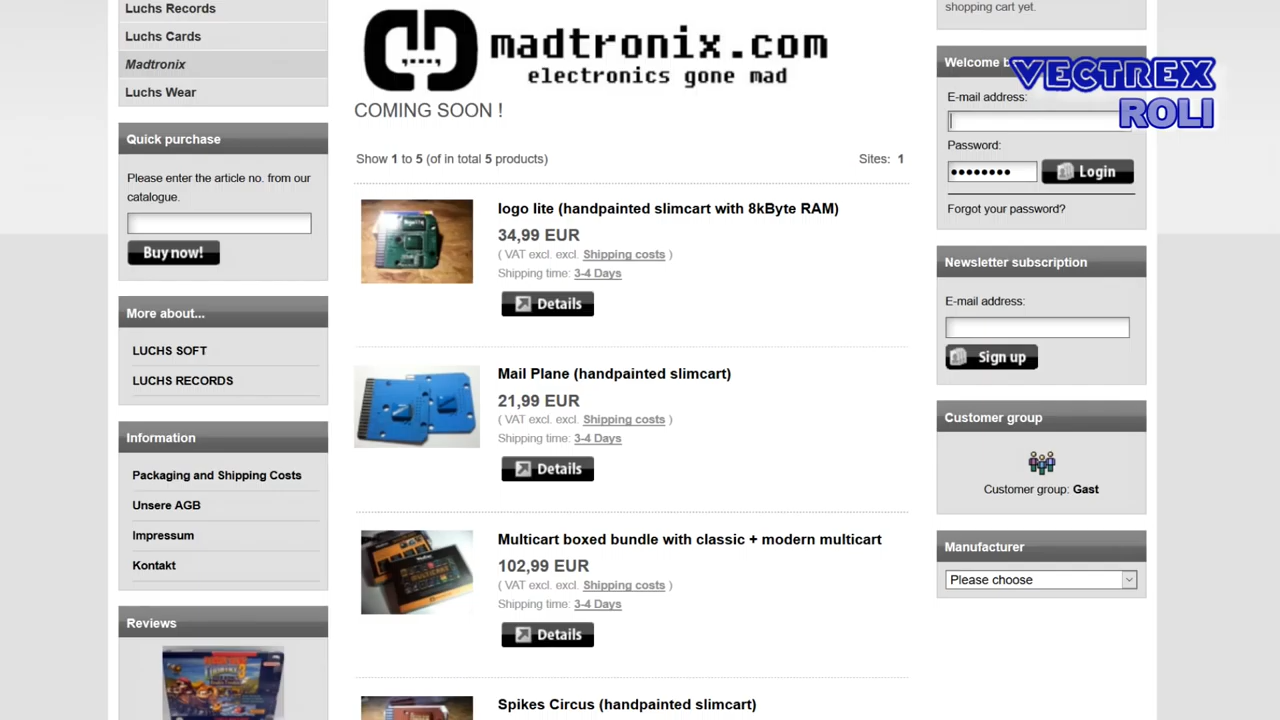 Luchs Records
Luchs Cards
Madtronix
Luchs Wear
Quick purchase
Please enter the article no. from our
catalogue.
Buy now!
More about...
LUCHS SOFT
LUCHS RECORDS
Information
Packaging and Shipping Costs
Unsere AGB
Impressum
Kontakt
Reviews
madtronix.com
electronics gone mad
COMING SOON !
Show 1 to 5 (of in total 5 products)
Sites: 1
logo lite (handpainted slimcart with 8kByte RAM)
34,99 EUR
( VAT excl. excl. Shipping costs )
Shipping time: 3-4 Days
Details
Mail Plane (handpainted slimcart)
21,99 EUR
( VAT excl. excl. Shipping costs )
Shipping time: 3-4 Days
Details
Multicart boxed bundle with classic + modern multicart
102,99 EUR
( VAT excl. excl. Shipping costs )
Shipping time: 3-4 Days
Details
Spikes Circus (handpainted slimcart)
shopping cart yet.
Welcome
VECTREX
ROLI
E-mail address:
Password:
Login
Forgot your password?
Newsletter subscription
E-mail address:
Sign up
Customer group
Customer group: Gast
Manufacturer
Please choose